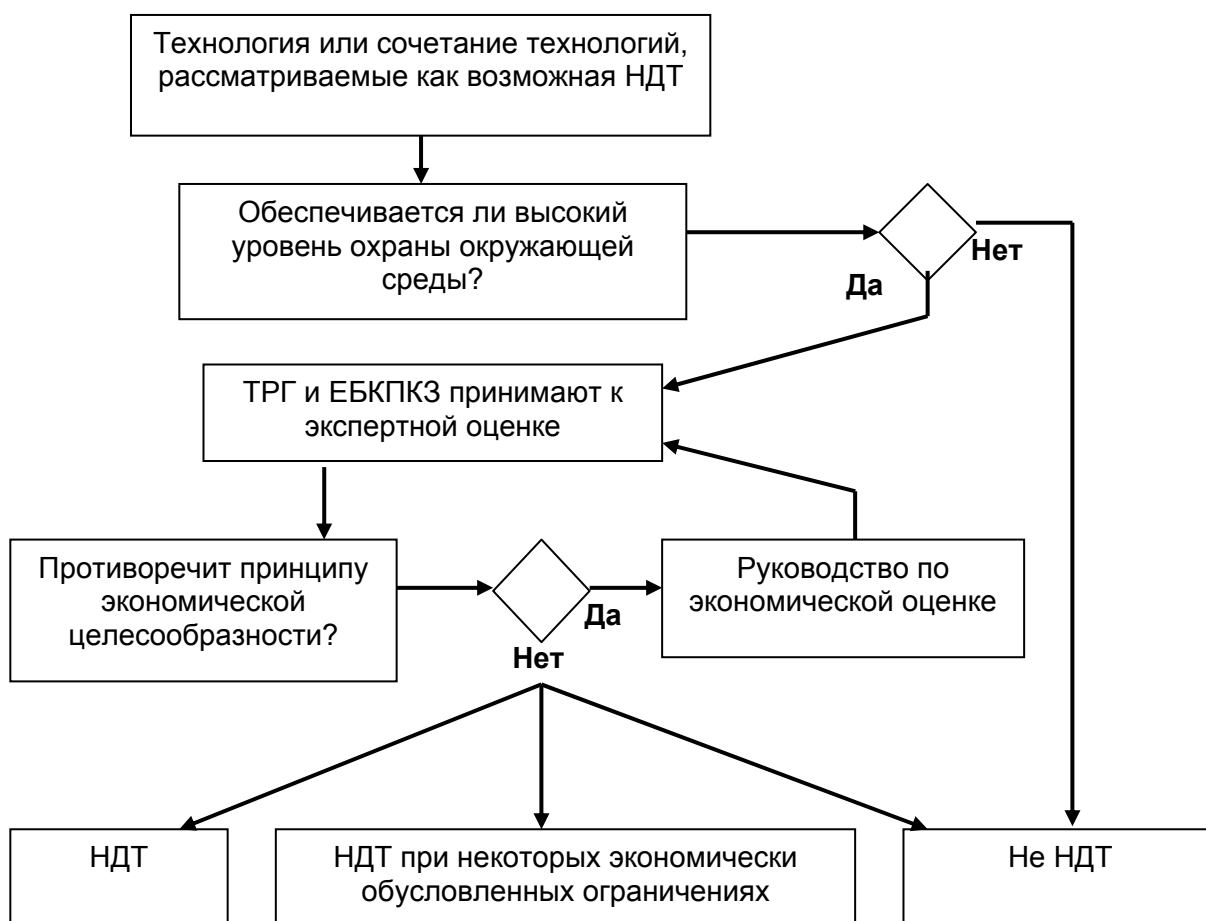 Технология или сочетание технологий,
рассматриваемые как возможная НДТ
Обеспечивается ли высокий
уровень охраны окружающей
среды?
Нет
Да
ТРГ и ЕБКПКЗ принимают к
экспертной оценке
Противоречит принципу
экономической
целесообразности?
Руководство по
экономической оценке
Да
Нет
НДТ
НДТ при некоторых экономически
обусловленных ограничениях
Не НДТ